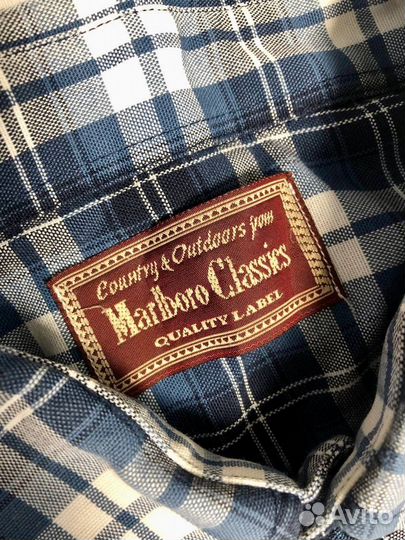 Country & Outdoors from
Marlboro Classics
QUALITY LABEL
Avito